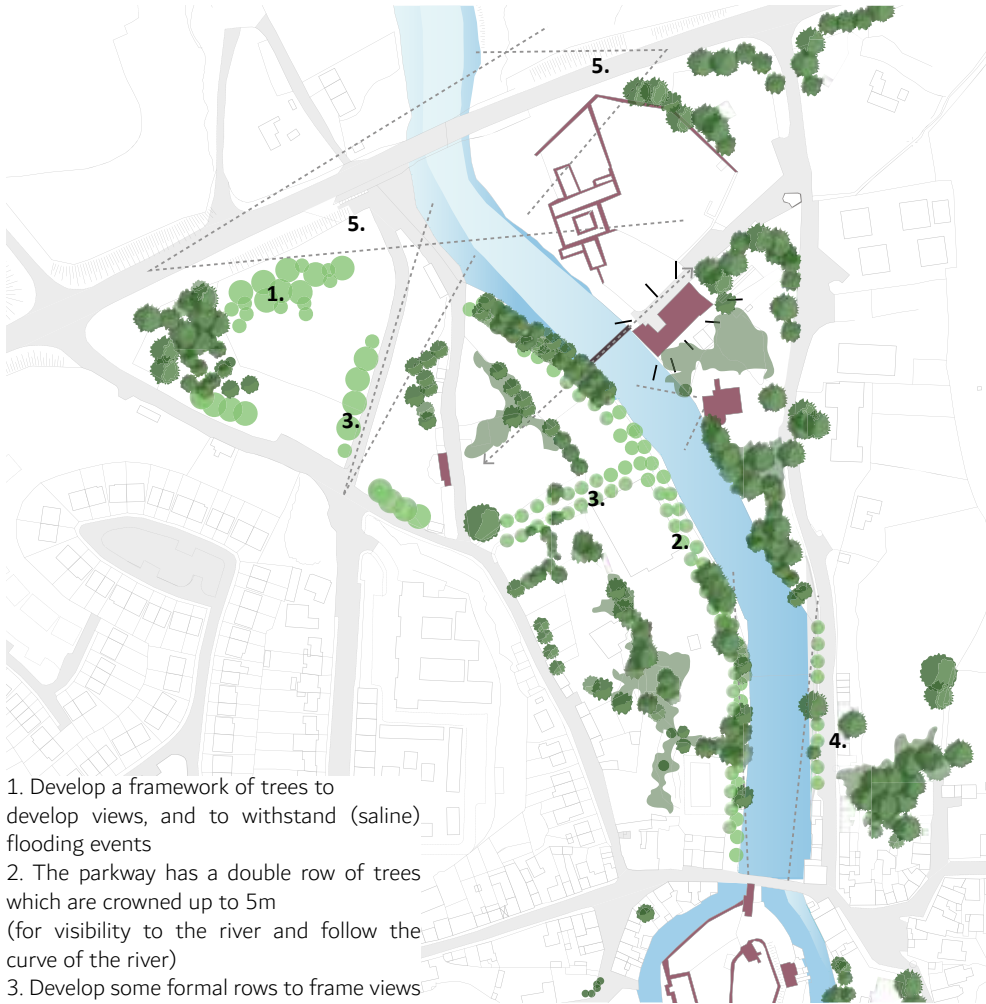 5.
5.
1.
3.
3.
2.
4.
1. Develop a framework of trees to
develop views, and to withstand (saline)
flooding events
2. The parkway has a double row of trees
which are crowned up to 5m
(for visibility to the river and follow the
curve of the river)
3. Develop some formal rows to frame views